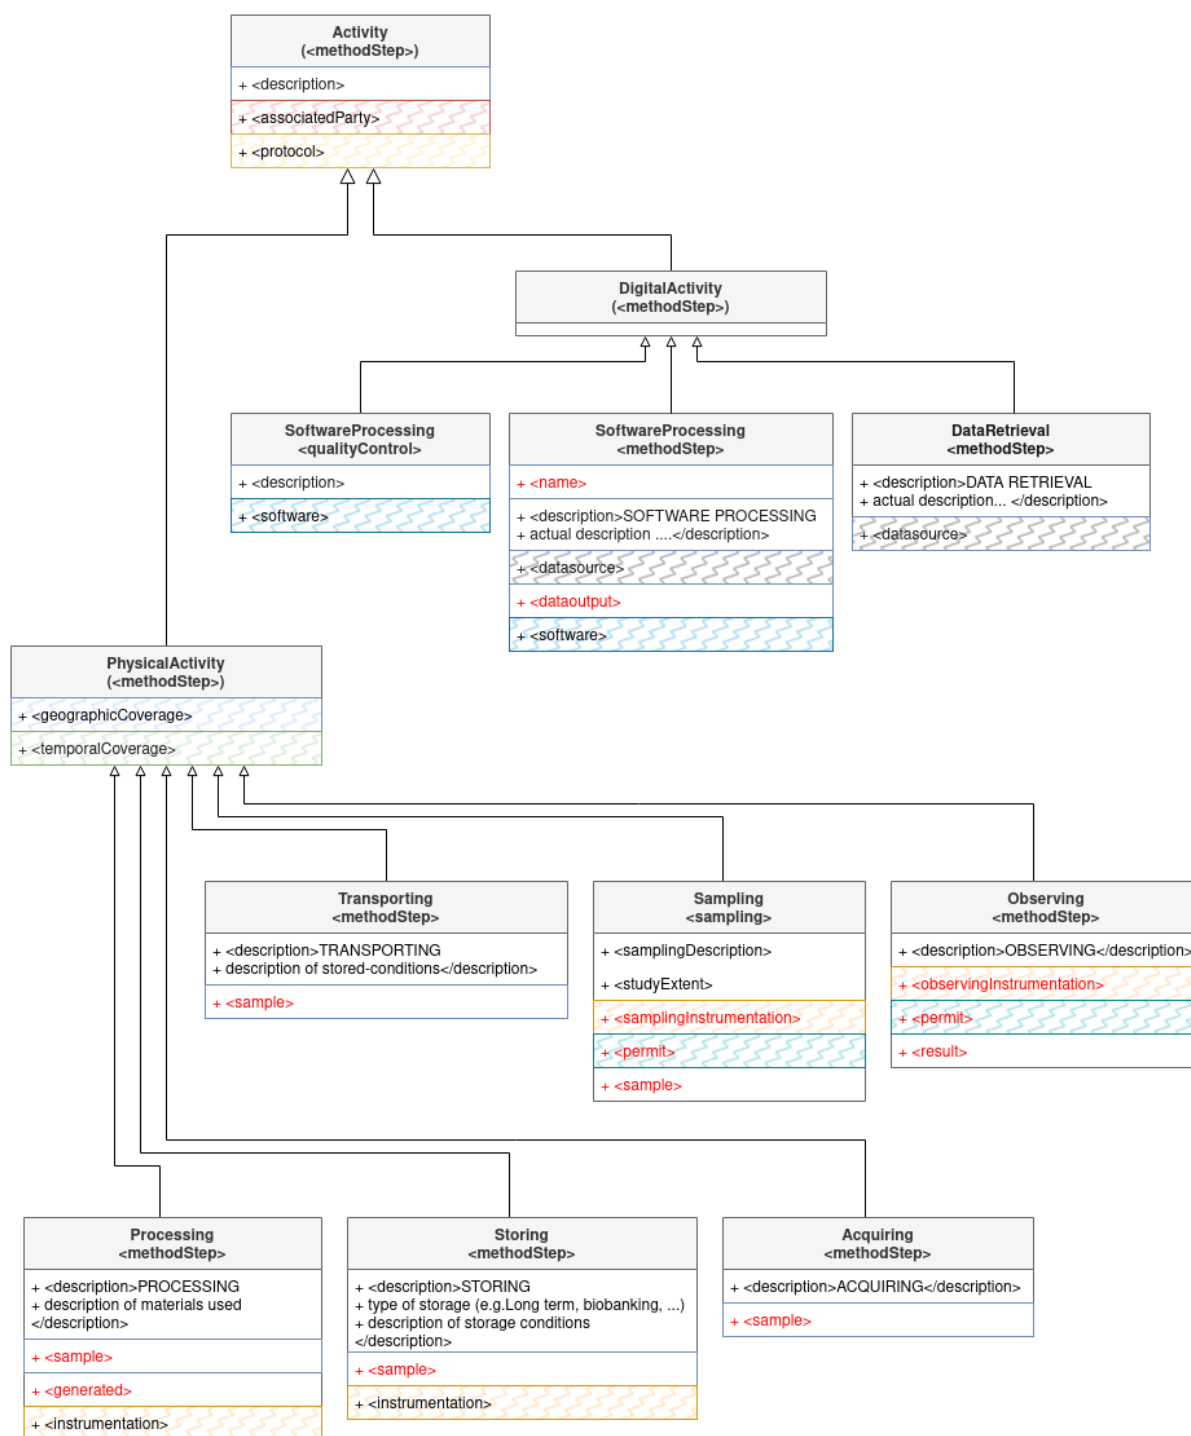 Activity
(<methodStep>)
+ <description>
+ <associatedParty>
+ <protocol>
DigitalActivity
(<methodStep>)
SoftwareProcessing
<qualityControl>
+ <description>
+ <software>
SoftwareProcessing
<methodStep>
+ <name>
+ <description>SOFTWARE PROCESSING
+ actual description ....</description>
+ <datasource>
+ <dataoutput>
+ <software>
DataRetrieval
<methodStep>
+ <description>DATA RETRIEVAL
+ actual description... </description>
+ <datasource>
PhysicalActivity
(<methodStep>)
+ <geographicCoverage>
+ <temporalCoverage>
Transporting
<methodStep>
+ <description>TRANSPORTING
+ description of stored-conditions</description>
+ <sample>
Sampling
<sampling>
+ <samplingDescription>
+ <studyExtent>
+ <samplingInstrumentation>
+ <permit>
+ <sample>
Observing
<methodStep>
+ <description>OBSERVING</description>
+ <observingInstrumentation>
+ <permit>
+ <result>
Processing
<methodStep>
+ <description>PROCESSING
+ description of materials used
</description>
+ <sample>
+ <generated>
+ <instrumentation>
Storing
<methodStep>
+ <description>STORING
+ type of storage (e.g.Long term, biobanking, ...)
+ description of storage conditions
</description>
+ <sample>
+ <instrumentation>
Acquiring
<methodStep>
+ <description>ACQUIRING</description>
+ <sample>